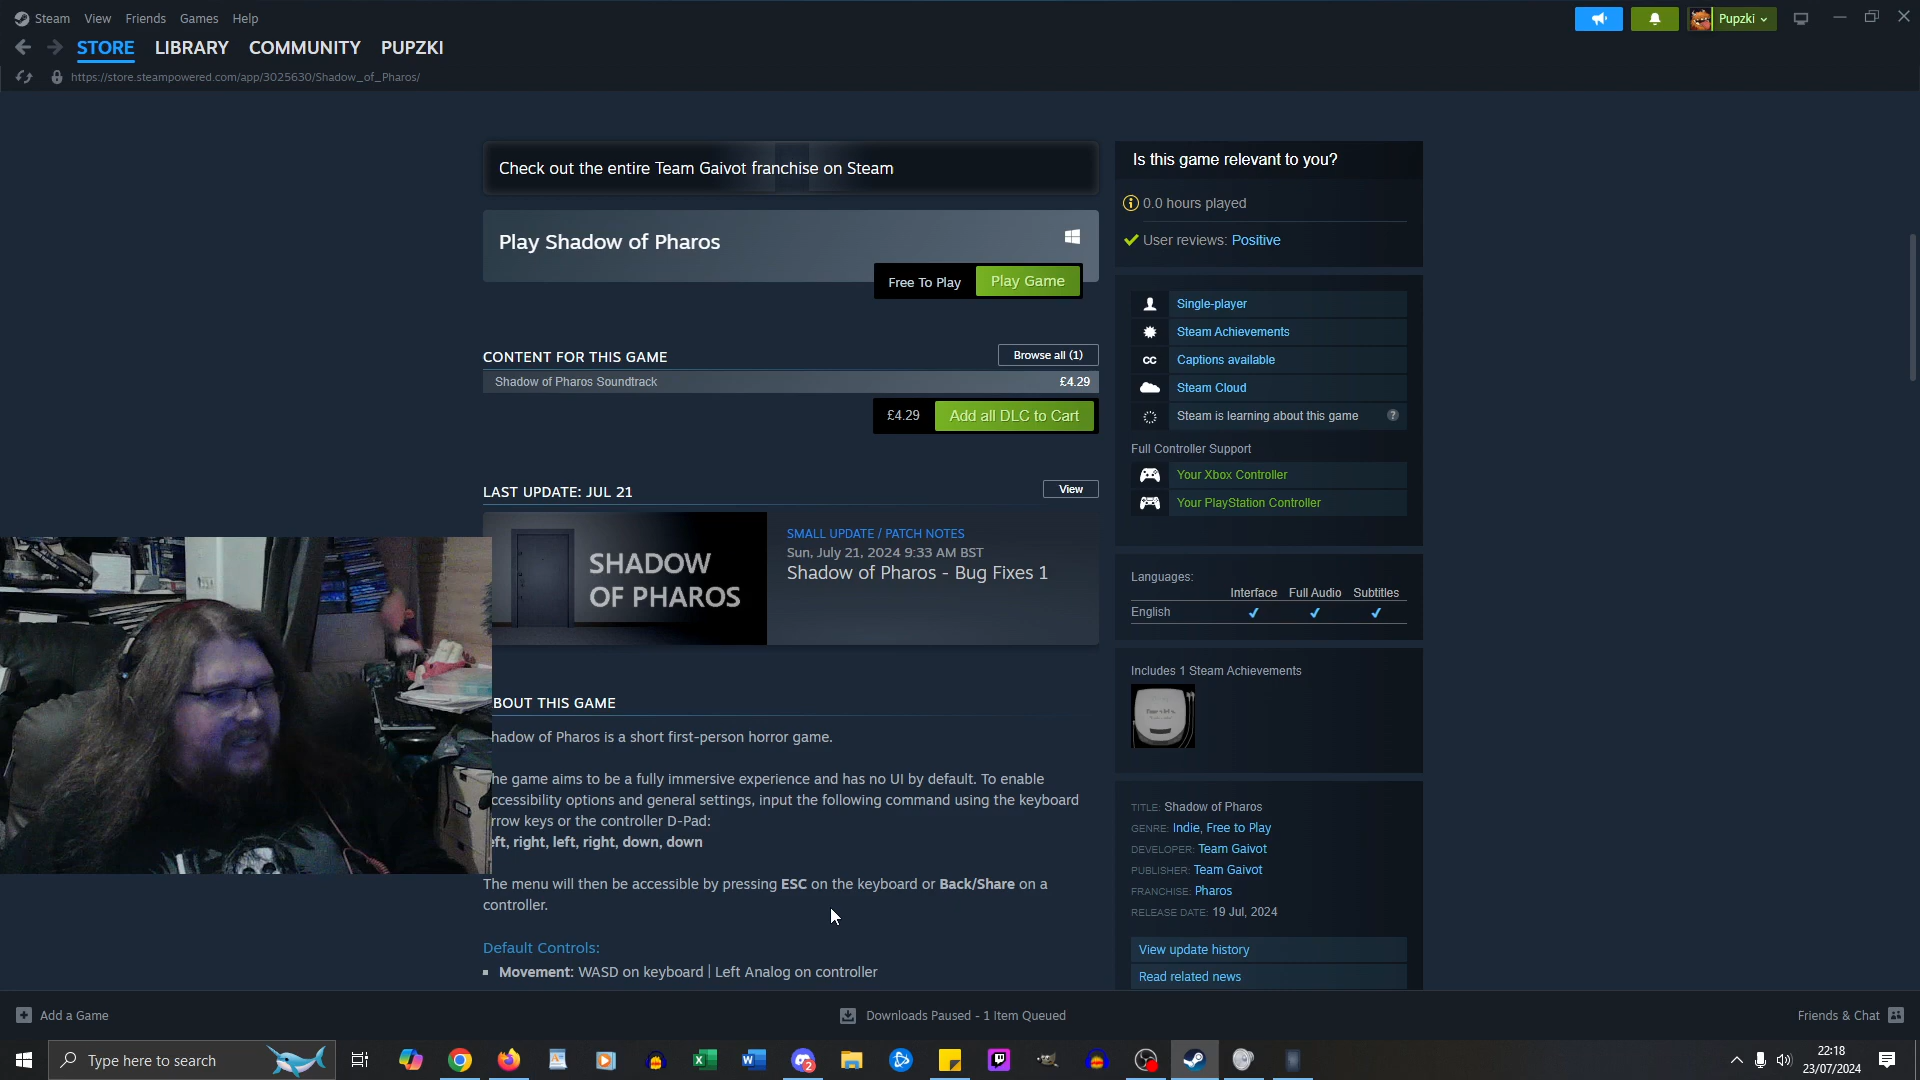 Steam View Friends Games Help
Pupzki
STORE LIBRARY COMMUNITY PUPZKI
https://store.steampowered.com/app/3025630/Shadow_of_Pharos/
Check out the entire Team Gaivot franchise on Steam
Play Shadow of Pharos
Free To Play Play Game
CONTENT FOR THIS GAME Browse all (1)
Shadow of Pharos Soundtrack £4.29
£4.29 Add all DLC to Cart
LAST UPDATE: JUL 21 View
SHADOW
OF PHAROS
SMALL UPDATE / PATCH NOTES
Sun, July 21, 2024 9:33 AM BST
Shadow of Pharos - Bug Fixes 1
BOUT THIS GAME
hadow of Pharos is a short first-person horror game.
he game aims to be a fully immersive experience and has no UI by default. To enable
ccessibility options and general settings, input the following command using the keyboard
rrow keys or the controller D-Pad:
eft, right, left, right, down, down
The menu will then be accessible by pressing ESC on the keyboard or Back/Share on a
controller.
Default Controls:
Movement: WASD on keyboard | Left Analog on controller
Is this game relevant to you?
0.0 hours played
User reviews: Positive
Single-player
Steam Achievements
CC Captions available
Steam Cloud
Steam is learning about this game ?
Full Controller Support
Your Xbox Controller
Your PlayStation Controller
Languages:
Interface Full Audio Subtitles
English
Includes 1 Steam Achievements
TITLE: Shadow of Pharos
GENRE: Indie, Free to Play
DEVELOPER: Team Gaivot
PUBLISHER: Team Gaivot
FRANCHISE: Pharos
RELEASE DATE: 19 Jul, 2024
View update history
Read related news
Add a Game
Downloads Paused - 1 Item Queued
Friends & Chat
Type here to search
2
22:18
23/07/2024